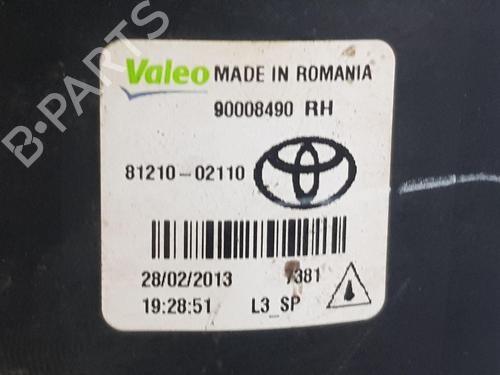 B-PARTS
Valeo MADE IN ROMANIA
90008490 RH
81210-02110
28/02/2013 7381
19:28:51 L3_SP